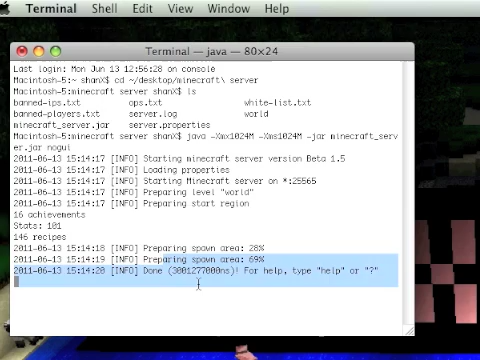 Terminal Shell Edit View Window Help
Terminal — java — 80×24
Last login: Mon Jun 13 12:56:28 on console
Macintosh-5:~ shanX$ cd ~/desktop/minecraft\ server
Macintosh-5:minecraft server shanX$ ls
banned-ips.txt ops.txt white-list.txt
banned-players.txt server.log world
minecraft_server.jar server.properties
Macintosh-5:minecraft server shanX$ java -Xmx1024M -Xms1024M -jar minecraft_serv
er.jar nogui
2011-06-13 15:14:17 [INFO] Starting minecraft server version Beta 1.5
2011-06-13 15:14:17 [INFO] Loading properties
2011-06-13 15:14:17 [INFO] Starting Minecraft server on *:25565
2011-06-13 15:14:17 [INFO] Preparing level "world"
2011-06-13 15:14:17 [INFO] Preparing start region
16 achievements
Stats: 181
146 recipes
2011-06-13 15:14:18 [INFO] Preparing spawn area: 28%
2011-06-13 15:14:19 [INFO] Preparing spawn area: 69%
2011-06-13 15:14:20 [INFO] Done (3001277000ns)! For help, type "help" or "?"